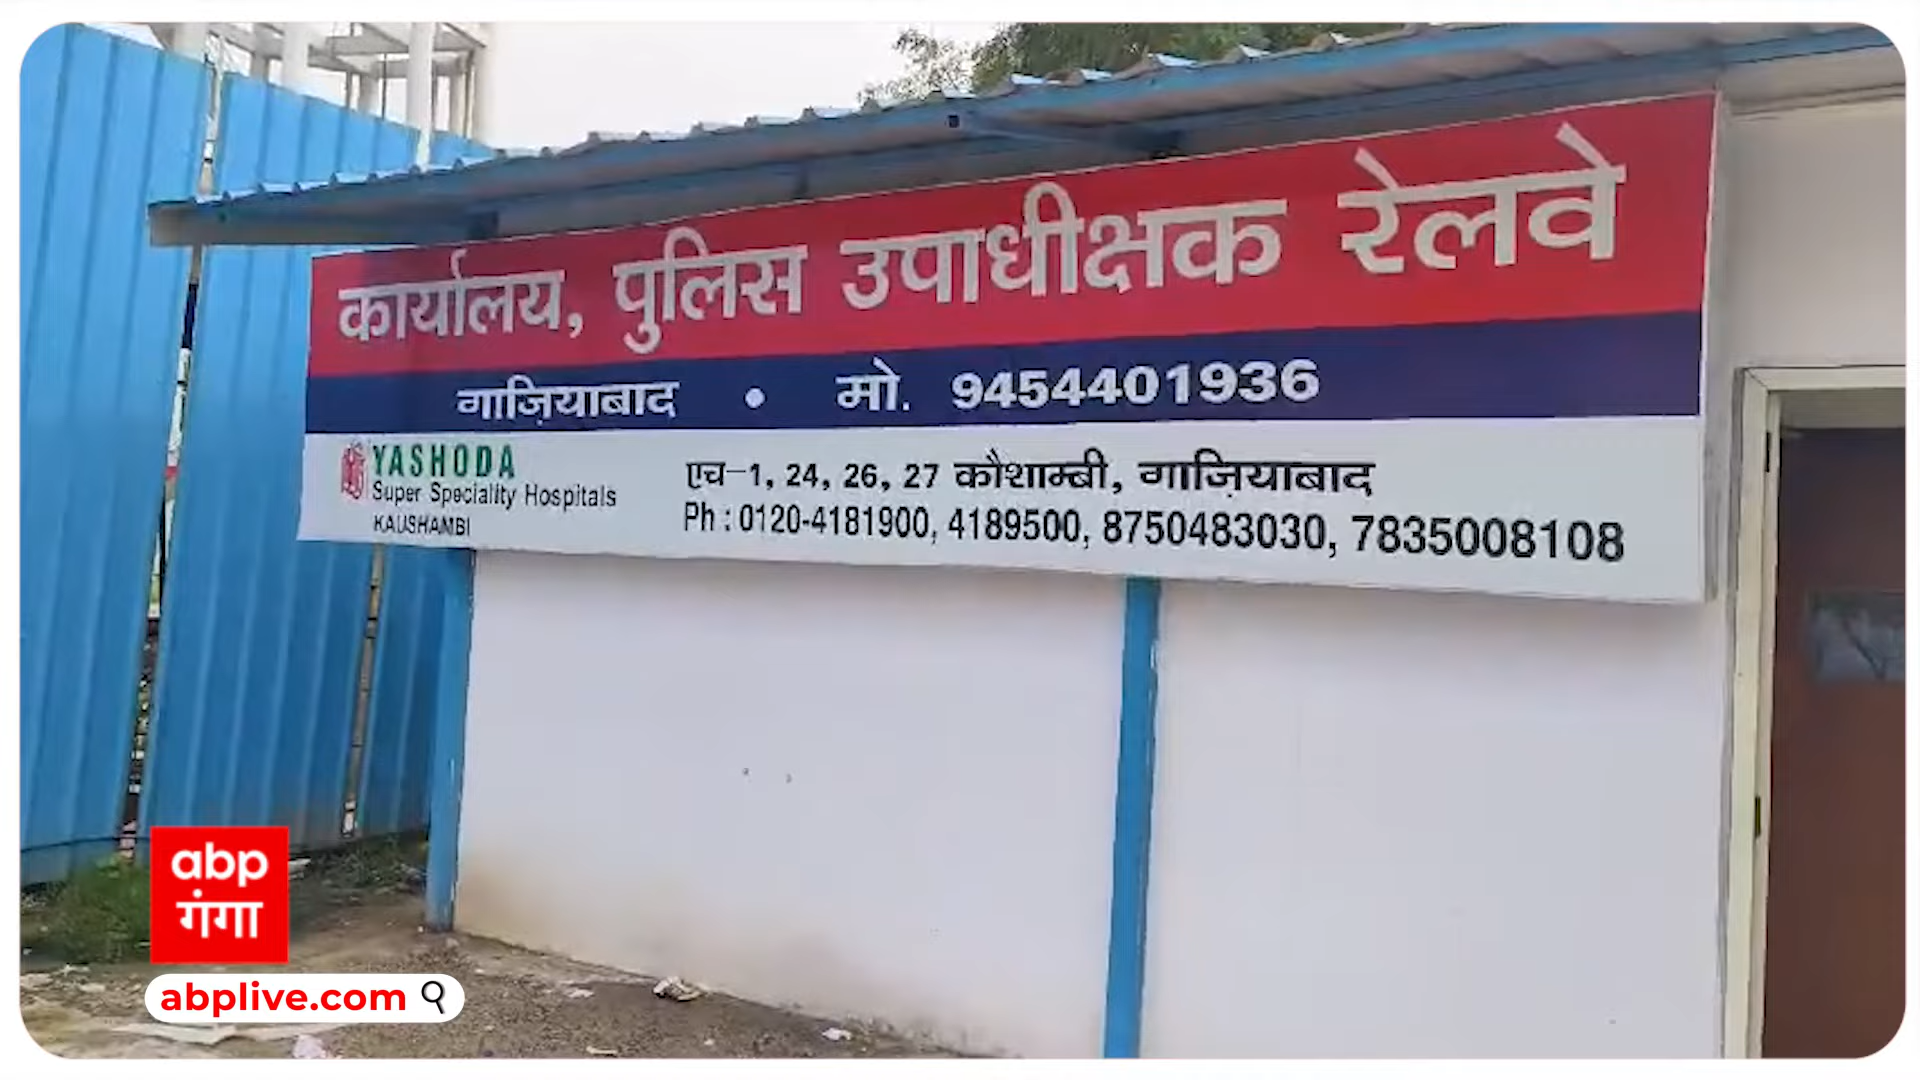 कार्यालय, पुलिस उपाधीक्षक रेलवे
गाज़ियाबाद • मो. 9454401936
YASHODA
Super Speciality Hospitals
KAUSHAMBI
एच-1, 24, 26, 27 कौशाम्बी, गाज़ियाबाद
Ph : 0120-4181900, 4189500, 8750483030, 7835008108
abp
गंगा
abplive.com